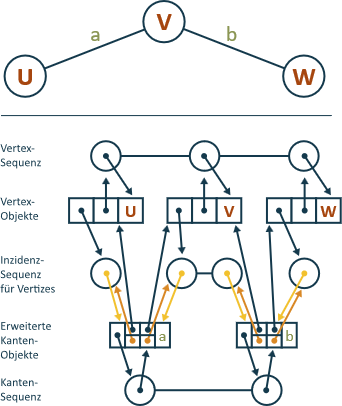 V
a
b
U
W
Vertex-
Sequenz
Vertex-
Objekte
U
V
W
Inzidenz-
Sequenz
für Vertizes
Erweiterte
Kanten-
Objekte
a
b
Kanten-
Sequenz